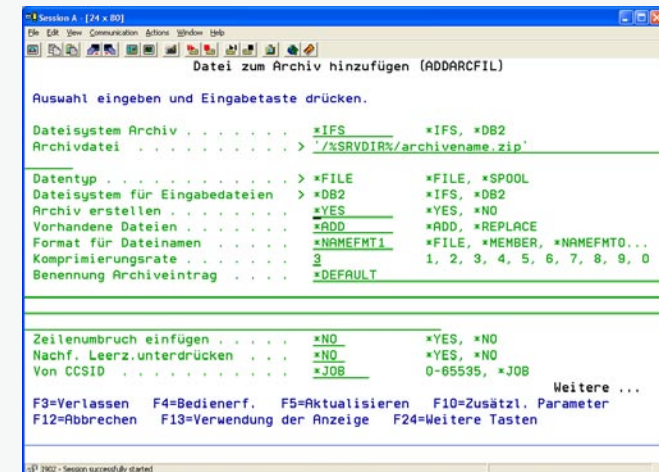 Session A - [24 x 80]
File Edit View Communication Actions Window Help
Datei zum Archiv hinzufügen (ADDARCFIL)
Auswahl eingeben und Eingabetaste drücken.
Dateisystem Archiv . . . . . . . *IFS *IFS, *DB2
Archivdatei . . . . . . . . . . > '/%SRVDIR%/archivename.zip'
Datentyp . . . . . . . . . . . . > *FILE *FILE, *SPOOL
Dateisystem für Eingabedateien > *DB2 *IFS, *DB2
Archiv erstellen . . . . . . . . *YES *YES, *NO
Vorhandene Dateien . . . . . . . *ADD *ADD, *REPLACE
Format für Dateinamen . . . . . *NAMEFMT1 *FILE, *MEMBER, *NAMEFMT0...
Komprimierungsrate . . . . . . . 3 1, 2, 3, 4, 5, 6, 7, 8, 9, 0
Benennung Archiveintrag . . . . *DEFAULT
Zeilenumbruch einfügen . . . . . *NO *YES, *NO
Nachf. Leerz.unterdrücken . . . *NO *YES, *NO
Von CCSID . . . . . . . . . . . *JOB 0-65535, *JOB
Weitere ...
F3=Verlassen F4=Bedienerf. F5=Aktualisieren F10=Zusätzl. Parameter
F12=Abbrechen F13=Verwendung der Anzeige F24=Weitere Tasten
I902 - Session successfully started